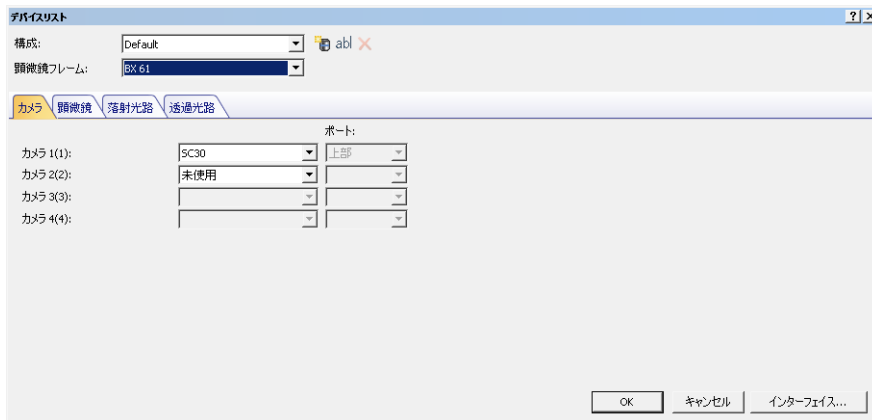 デバイスリスト
構成: Default abl
顕微鏡フレーム: BX 61
カメラ 顕微鏡 落射光路 透過光路
ポート:
カメラ 1(1): SC30 上部
カメラ 2(2): 未使用
カメラ 3(3):
カメラ 4(4):
OK キャンセル インターフェイス...